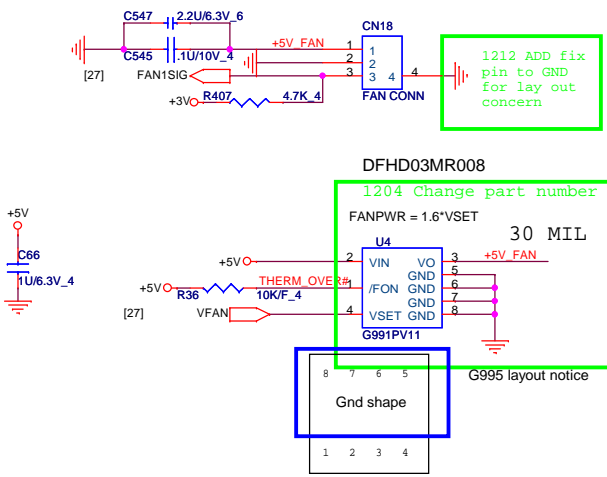 C547
2.2U/6.3V_6
C545
.1U/10V_4
+5V_FAN
CN18
1 1
2 2
3 3 4 4
FAN CONN
[27]
FAN1SIG
+3V
R407
4.7K_4
1212 ADD fix
pin to GND
for lay out
concern
DFHD03MR008
1204 Change part number
FANPWR = 1.6*VSET
30 MIL
U4
+5V
C66
1U/6.3V_4
+5V
2 VIN VO 3
+5V_FAN
GND 5
+5V
R36
10K/F_4
THERM_OVER#
1 /FON GND 6
GND 7
[27]
VFAN
4 VSET GND 8
G991PV11
G995 layout notice
8 7 6 5
Gnd shape
1 2 3 4